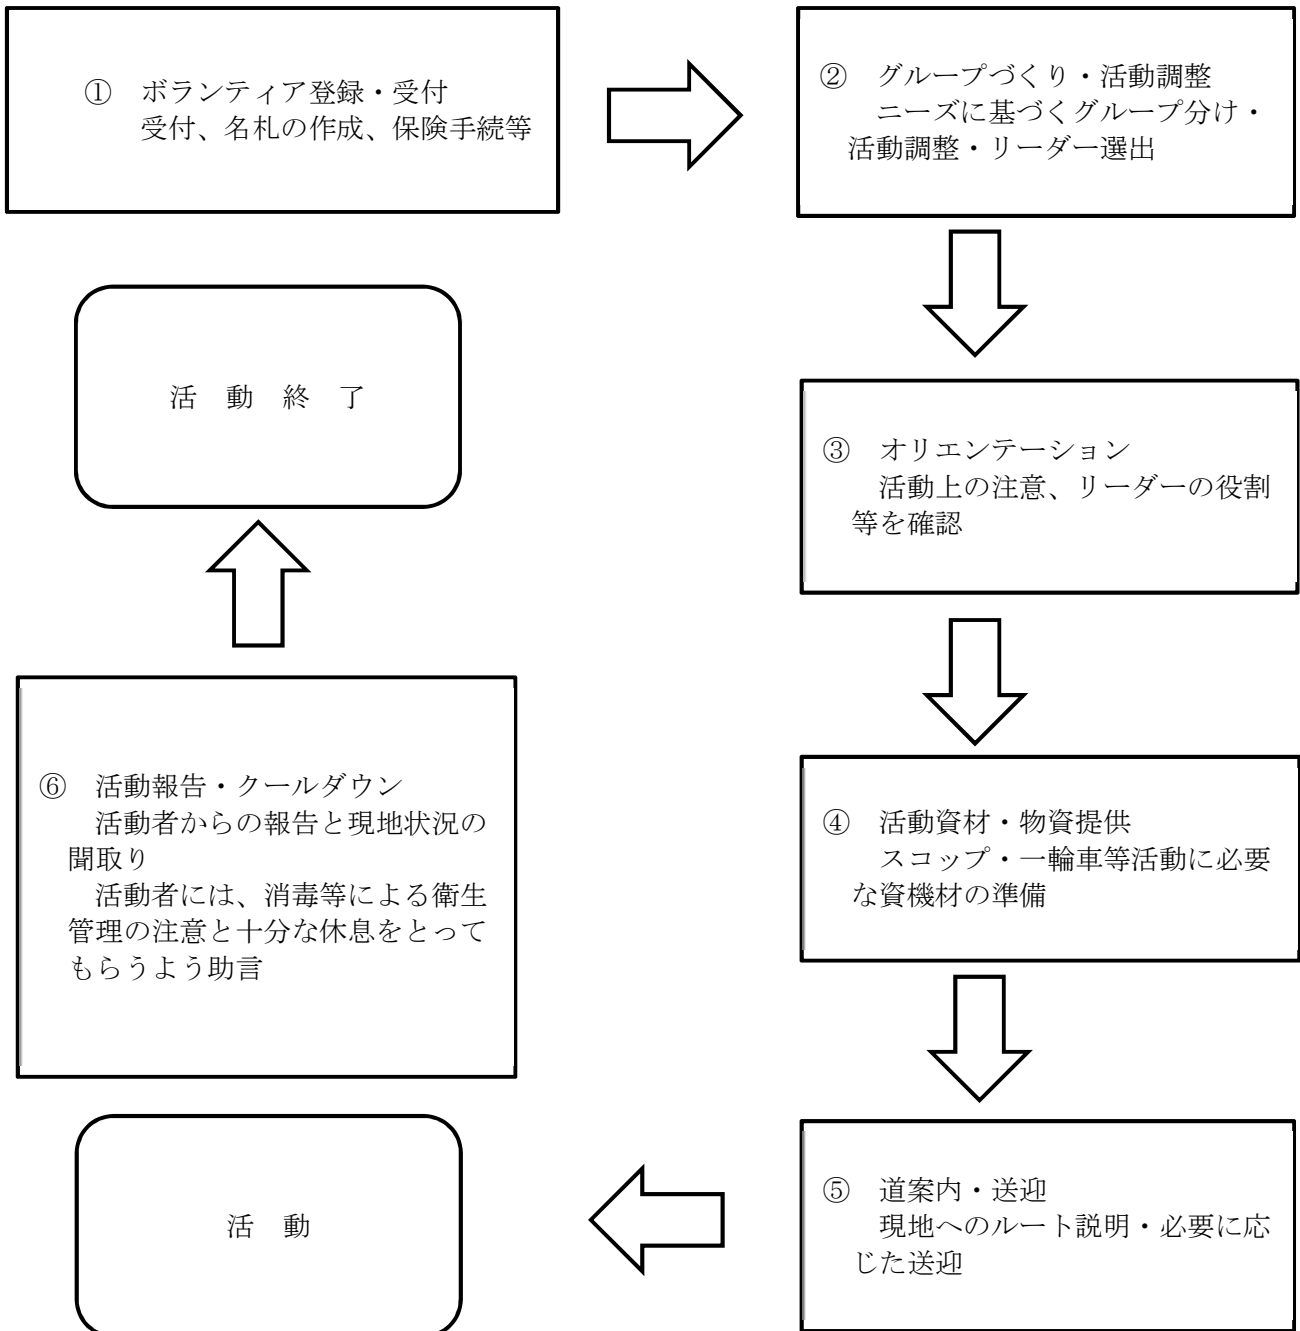 ① ボランティア登録・受付
受付、名札の作成、保険手続等
② グループづくり・活動調整
ニーズに基づくグループ分け・
活動調整・リーダー選出
③ オリエンテーション
活動上の注意、リーダーの役割
等を確認
④ 活動資材・物資提供
スコップ・一輪車等活動に必要
な資機材の準備
⑤ 道案内・送迎
現地へのルート説明・必要に応
じた送迎
活 動
⑥ 活動報告・クールダウン
活動者からの報告と現地状況の
聞取り
活動者には、消毒等による衛生
管理の注意と十分な休息をとって
もらうよう助言
活 動 終 了